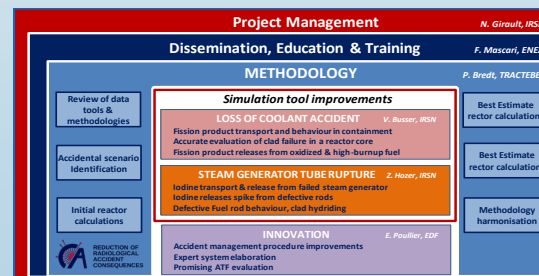 Project Management N. Girault, IRS
Dissemination, Education & Training F. Mascari, ENE
METHODOLOGY P. Bredt, TRACTEBE
Review of data
tools &
methodologies
Accidental scenario
Identification
Initial reactor
calculations
REDUCTION OF
RADIOLOGICAL
ACCIDENT
CONSEQUENCES
Simulation tool improvements
LOSS OF COOLANT ACCIDENT V. Busser, IRSN
Fission product transport and behaviour in containment
Accurate evaluation of clad failure in a reactor core
Fission product releases from oxidized & high-burnup fuel
STEAM GENERATOR TUBE RUPTURE Z. Hozer, IRSN
Iodine transport & release from failed steam generator
Iodine releases spike from defective rods
Defective Fuel rod behaviour, clad hydriding
INNOVATION E. Pouillier, EDF
Accident management procedure improvements
Expert system elaboration
Promising ATF evaluation
Best Estimate
rector calculation
Best Estimate
rector calculation
Methodology
harmonisation